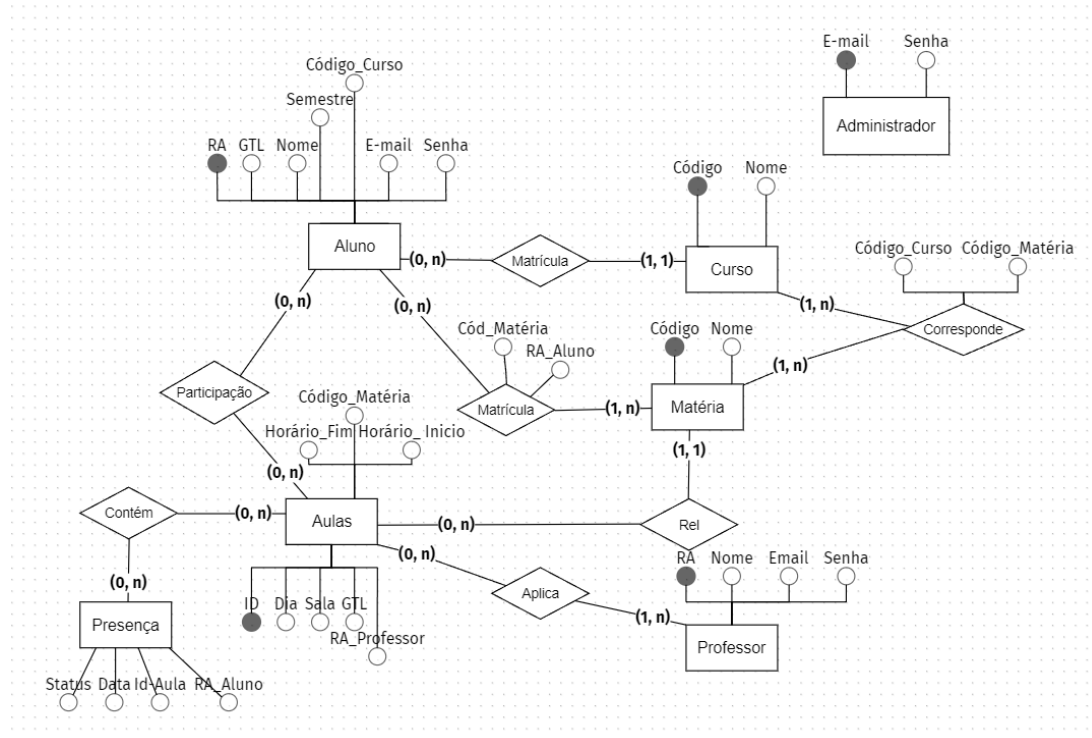 E-mail
Senha
Administrador
Código_Curso
Semestre
RA
GTL
Nome
E-mail
Senha
Aluno
(0, n)
Matrícula
(1, 1)
Código
Nome
Curso
(1, n)
Código_Curso
Código_Matéria
Corresponde
(1, n)
(0, n)
(0, n)
Cód_Matéria
RA_Aluno
Matrícula
(1, n)
Código
Nome
Matéria
(1, 1)
Participação
(0, n)
Código_Matéria
Horário_Fim
Horário_ Inicio
Contém
(0, n)
Aulas
(0, n)
Rel
(0, n)
Aplica
(1, n)
RA
Nome
Email
Senha
Professor
(0, n)
Presença
ID
Dia
Sala
GTL
RA_Professor
Status
Data
Id-Aula
RA_Aluno